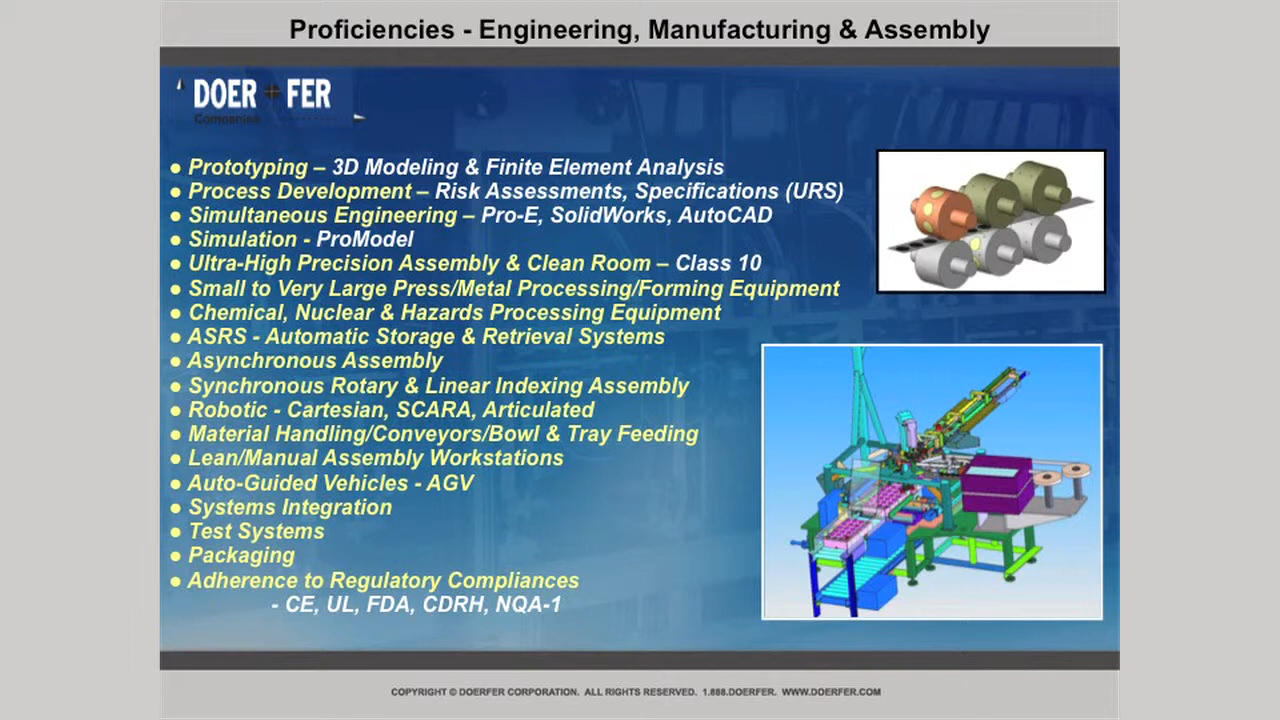 Proficiencies - Engineering, Manufacturing & Assembly
DOER FER
Companies
● Prototyping – 3D Modeling & Finite Element Analysis
● Process Development – Risk Assessments, Specifications (URS)
● Simultaneous Engineering – Pro-E, SolidWorks, AutoCAD
● Simulation - ProModel
● Ultra-High Precision Assembly & Clean Room – Class 10
● Small to Very Large Press/Metal Processing/Forming Equipment
● Chemical, Nuclear & Hazards Processing Equipment
● ASRS - Automatic Storage & Retrieval Systems
● Asynchronous Assembly
● Synchronous Rotary & Linear Indexing Assembly
● Robotic - Cartesian, SCARA, Articulated
● Material Handling/Conveyors/Bowl & Tray Feeding
● Lean/Manual Assembly Workstations
● Auto-Guided Vehicles - AGV
● Systems Integration
● Test Systems
● Packaging
● Adherence to Regulatory Compliances
- CE, UL, FDA, CDRH, NQA-1
COPYRIGHT © DOERFER CORPORATION. ALL RIGHTS RESERVED. 1.888.DOERFER. WWW.DOERFER.COM